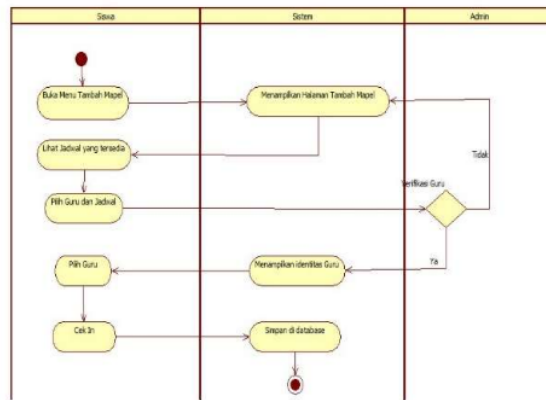 Siswa
Sistem
Admin
Buka Menu Tambah Mapel
Menampilkan Halaman Tambah Mapel
Lihat Jadwal yang tersedia
Tidak
Verifikasi Guru
Pilih Guru dan Jadwal
Ya
Pilih Guru
Menampilkan identitas Guru
Cek In
Simpan di database